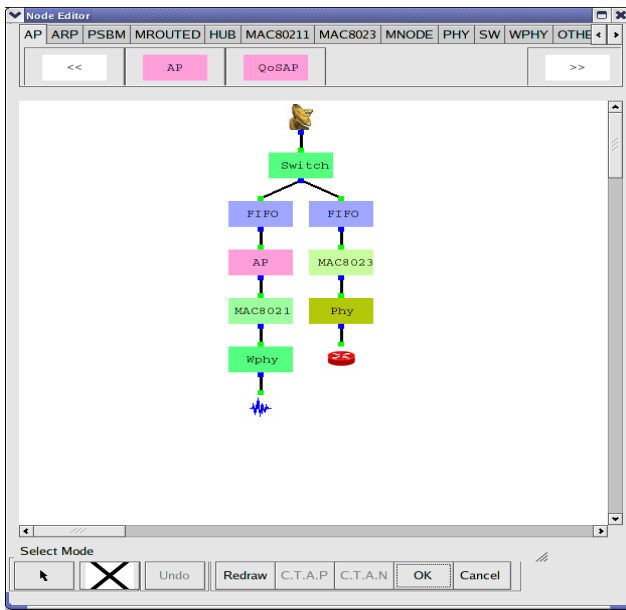 Node Editor
AP ARP PSBM MROUTED HUB MAC80211 MAC8023 MNODE PHY SW WPHY OTHE
<< AP QoSAP >>
Switch
FIFO FIFO
AP MAC8023
MAC8021 Phy
Wphy
Select Mode
Undo Redraw C.T.A.P C.T.A.N OK Cancel